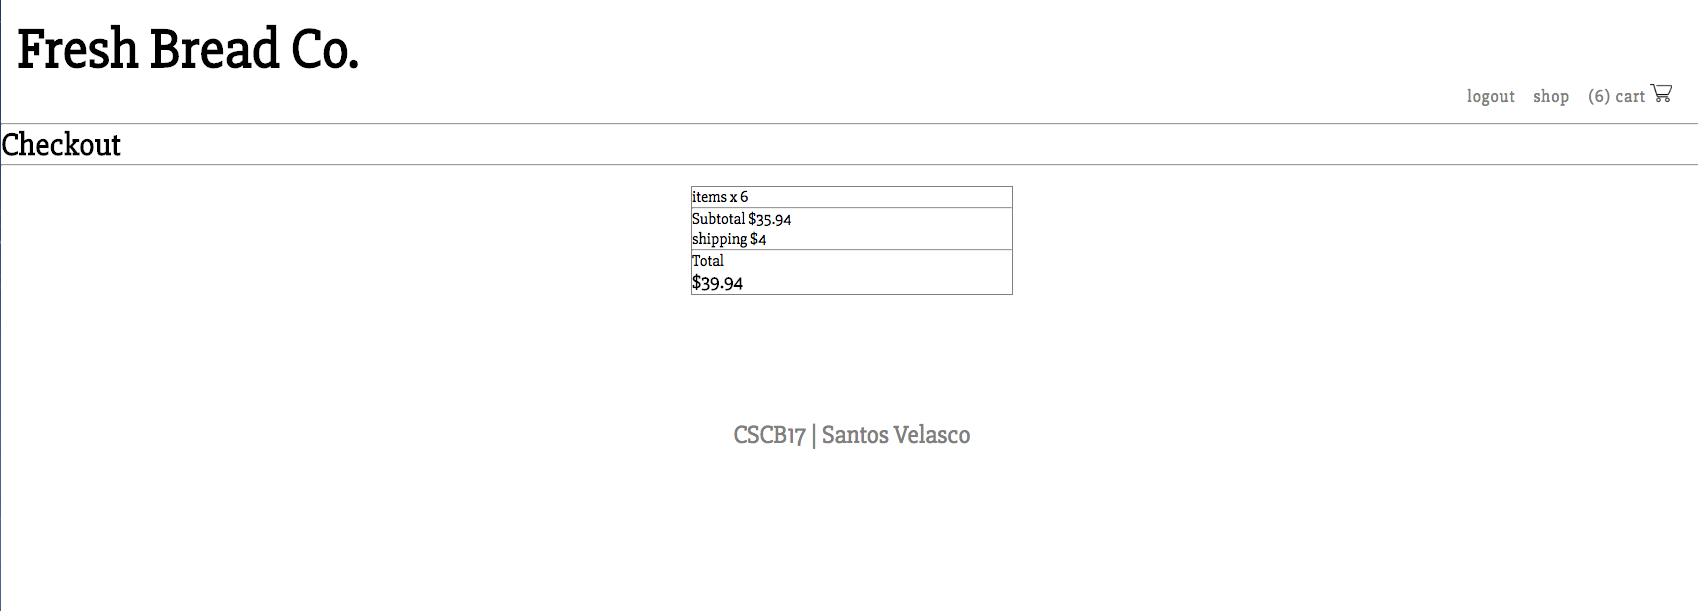 Fresh Bread Co.
logout shop (6) cart
Checkout
items x 6
Subtotal $35.94
shipping $4
Total
$39.94
CSCB17 | Santos Velasco